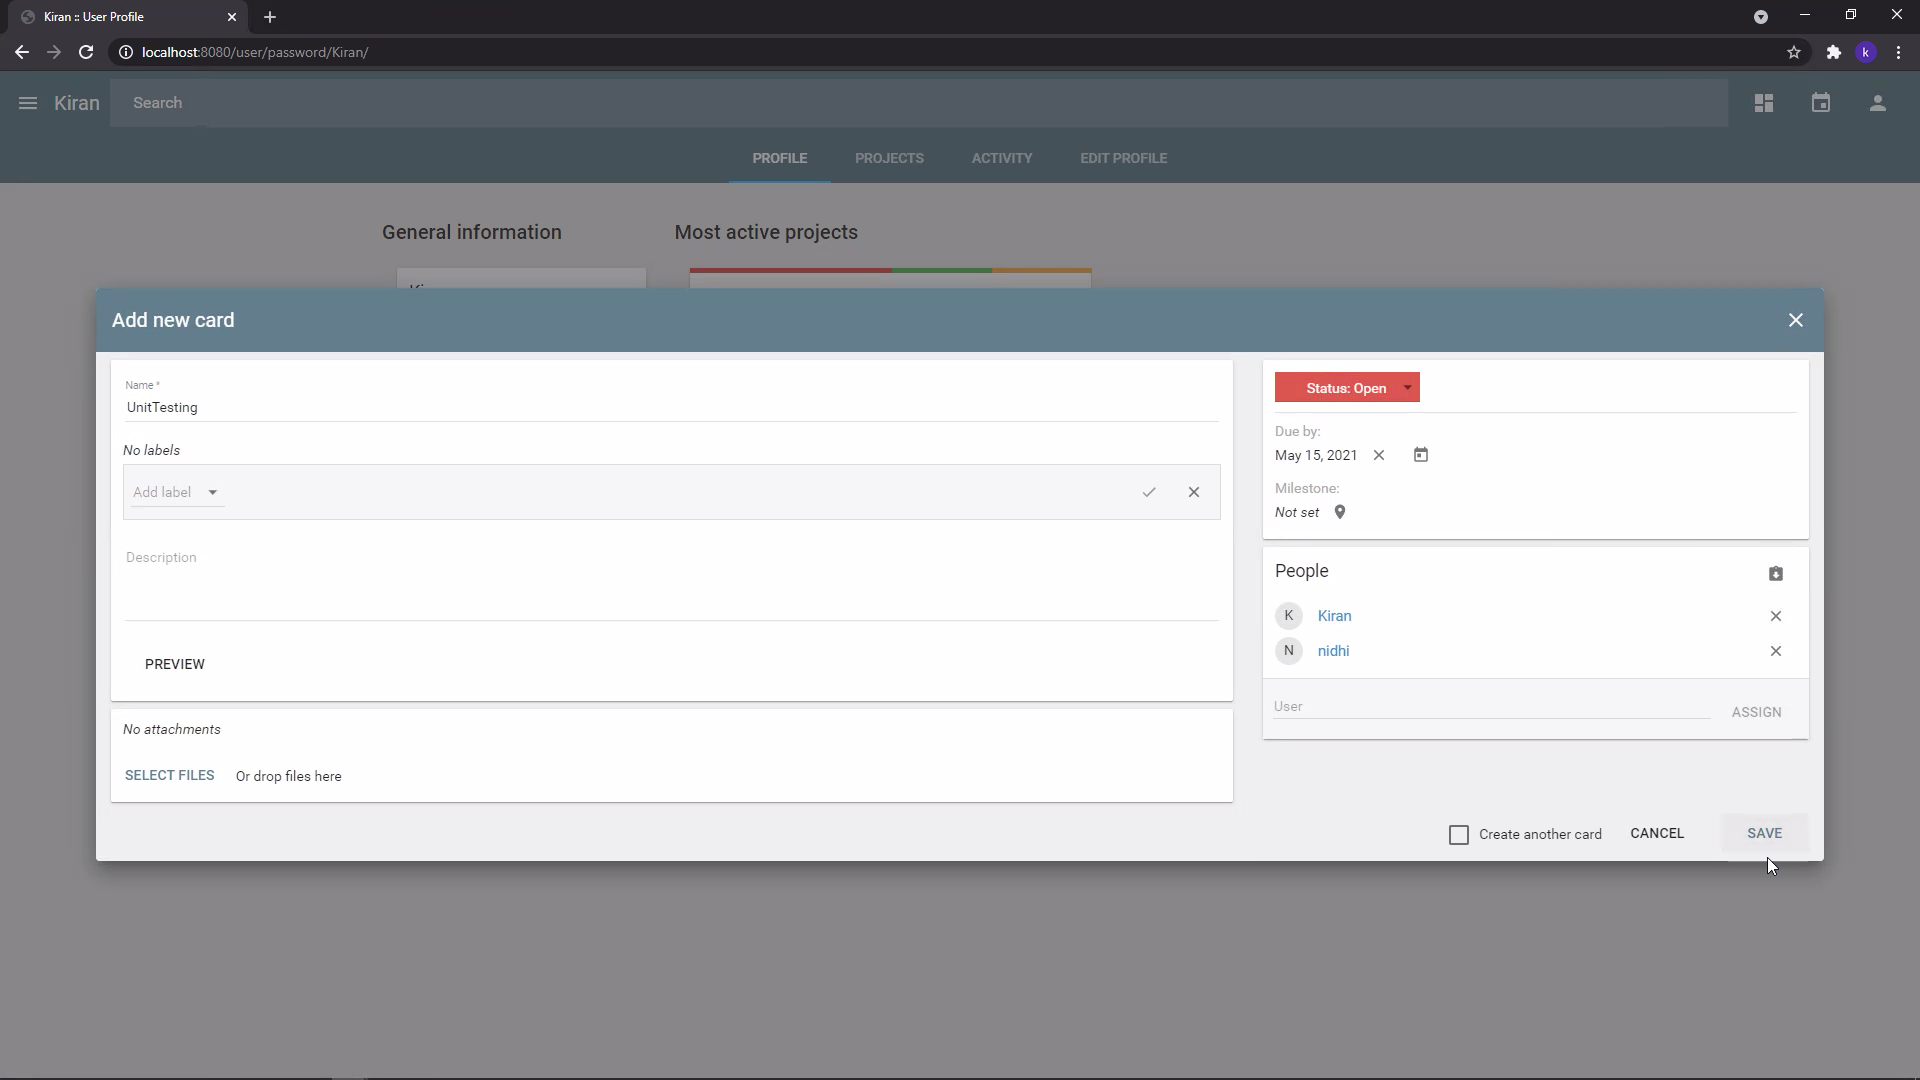 Kiran :: User Profile
localhost:8080/user/password/Kiran/
k
Kiran
Search
PROFILE
PROJECTS
ACTIVITY
EDIT PROFILE
General information
Most active projects
Add new card
Name *
UnitTesting
No labels
Add label
Description
PREVIEW
No attachments
SELECT FILES Or drop files here
Status: Open
Due by:
May 15, 2021
Milestone:
Not set
People
K Kiran
N nidhi
User
ASSIGN
Create another card
CANCEL
SAVE